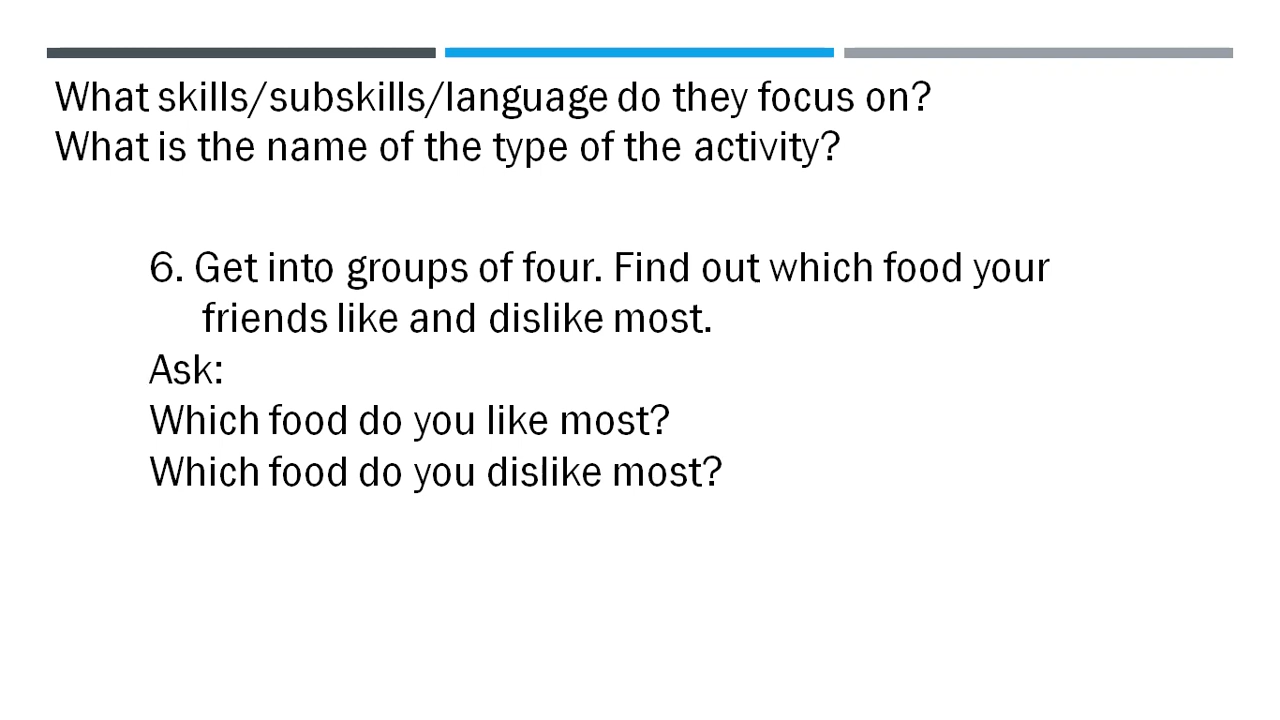 What skills/subskills/language do they focus on?
What is the name of the type of the activity?
6. Get into groups of four. Find out which food your
friends like and dislike most.
Ask:
Which food do you like most?
Which food do you dislike most?